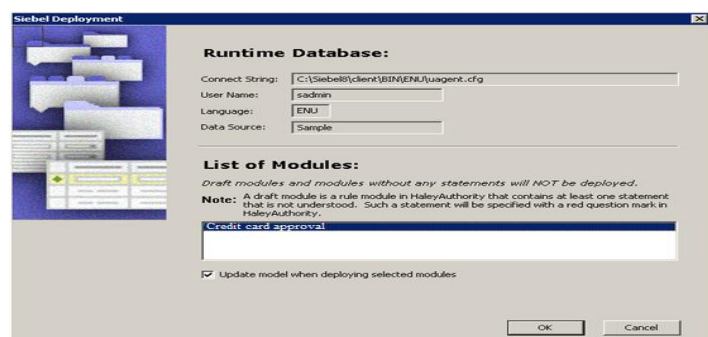 Siebel Deployment
Runtime Database:
Connect String: C:\Siebel8\client\BIN\ENU\uagent.cfg
User Name: sadmin
Language: ENU
Data Source: Sample
List of Modules:
Draft modules and modules without any statements will NOT be deployed.
Note: A draft module is a rule module in HaleyAuthority that contains at least one statement
that is not understood. Such a statement will be specified with a red question mark in
HaleyAuthority.
Credit card approval
Update model when deploying selected modules
OK Cancel